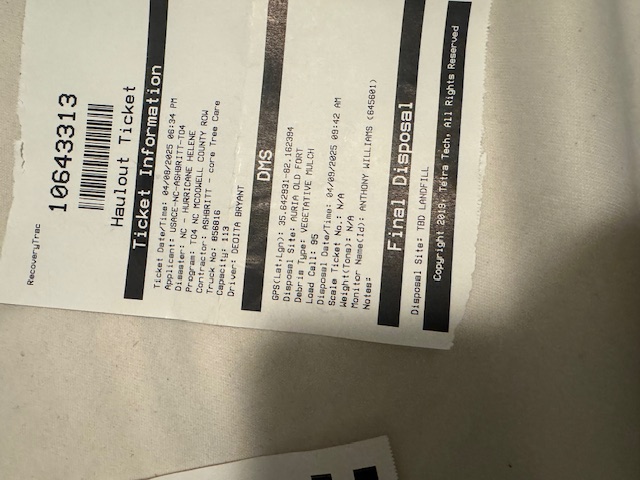 RecoveryTrac
10643313
Haulout Ticket
Ticket Information
Ticket Date/Time: 04/08/2025 06:34 PM
Applicant: USACE-NC-ASHBRITT-TO4
Disaster: NC - HURRICANE HELENE
Program: TO4 NC MCDOWELL COUNTY ROW
Contractor: ASHBRITT - core Tree Care
Truck No: 856816
Capacity: 113
Driver: DEOITA BRYANT
DMS
GPS(Lat,Lgn): 35.642931-82.162394
Disposal Site: AURIA OLD FORT
Debris Type: VEGETATIVE MULCH
Load Call: 95
Disposal Date/Time: 04/09/2025 09:42 AM
Scale Ticket No.: N/A
Weight(Tons): N/A
Monitor Name(Id): ANTHONY WILLIAMS (645601)
Notes:
Final Disposal
Disposal Site: TBD LANDFILL
Copyright 2019, Tetra Tech, All Rights Reserved